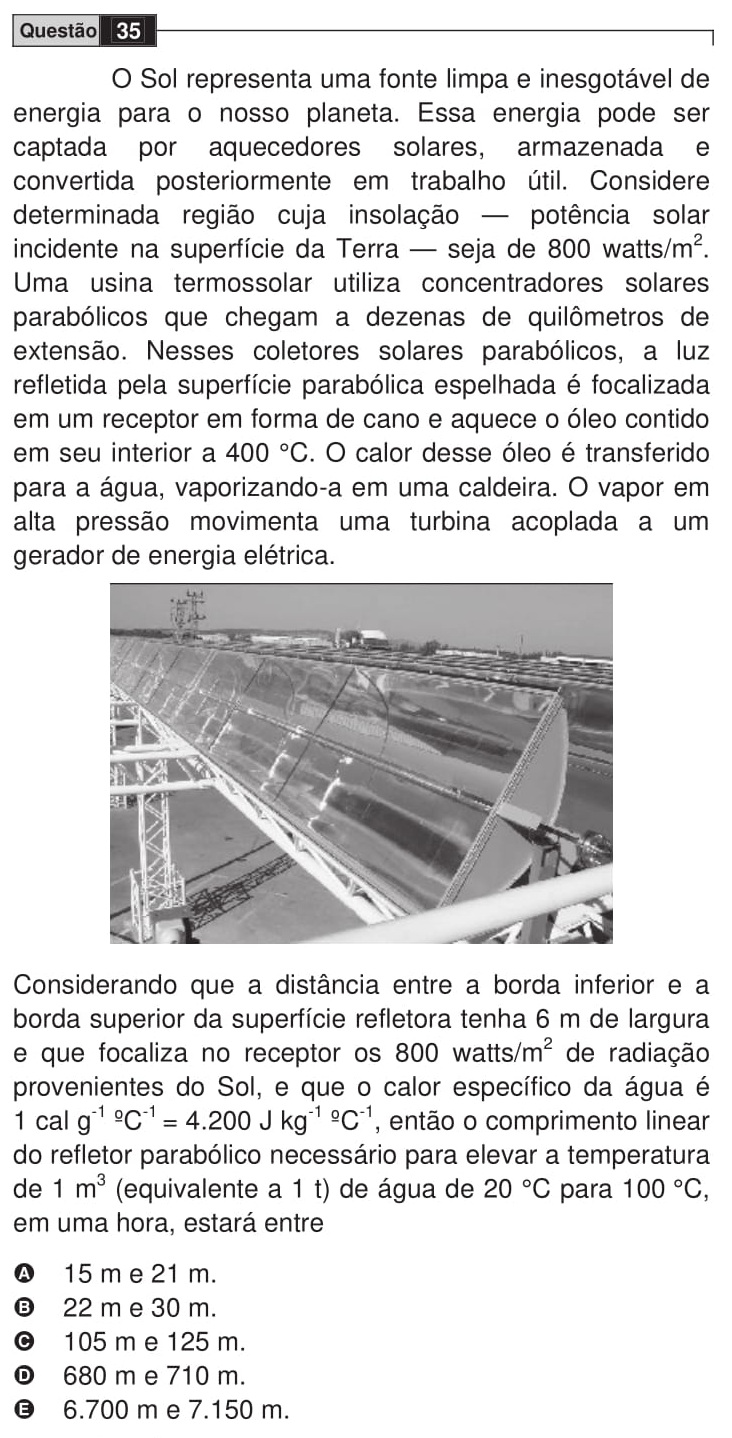 Questão 35
O Sol representa uma fonte limpa e inesgotável de
energia para o nosso planeta. Essa energia pode ser
captada por aquecedores solares, armazenada e
convertida posteriormente em trabalho útil. Considere
determinada região cuja insolação — potência solar
incidente na superfície da Terra — seja de 800 watts/m².
Uma usina termossolar utiliza concentradores solares
parabólicos que chegam a dezenas de quilômetros de
extensão. Nesses coletores solares parabólicos, a luz
refletida pela superfície parabólica espelhada é focalizada
em um receptor em forma de cano e aquece o óleo contido
em seu interior a 400 °C. O calor desse óleo é transferido
para a água, vaporizando-a em uma caldeira. O vapor em
alta pressão movimenta uma turbina acoplada a um
gerador de energia elétrica.
Considerando que a distância entre a borda inferior e a
borda superior da superfície refletora tenha 6 m de largura
e que focaliza no receptor os 800 watts/m² de radiação
provenientes do Sol, e que o calor específico da água é
1 cal g⁻¹ ºC⁻¹ = 4.200 J kg⁻¹ ºC⁻¹, então o comprimento linear
do refletor parabólico necessário para elevar a temperatura
de 1 m³ (equivalente a 1 t) de água de 20 °C para 100 °C,
em uma hora, estará entre
A 15 m e 21 m.
B 22 m e 30 m.
C 105 m e 125 m.
D 680 m e 710 m.
E 6.700 m e 7.150 m.